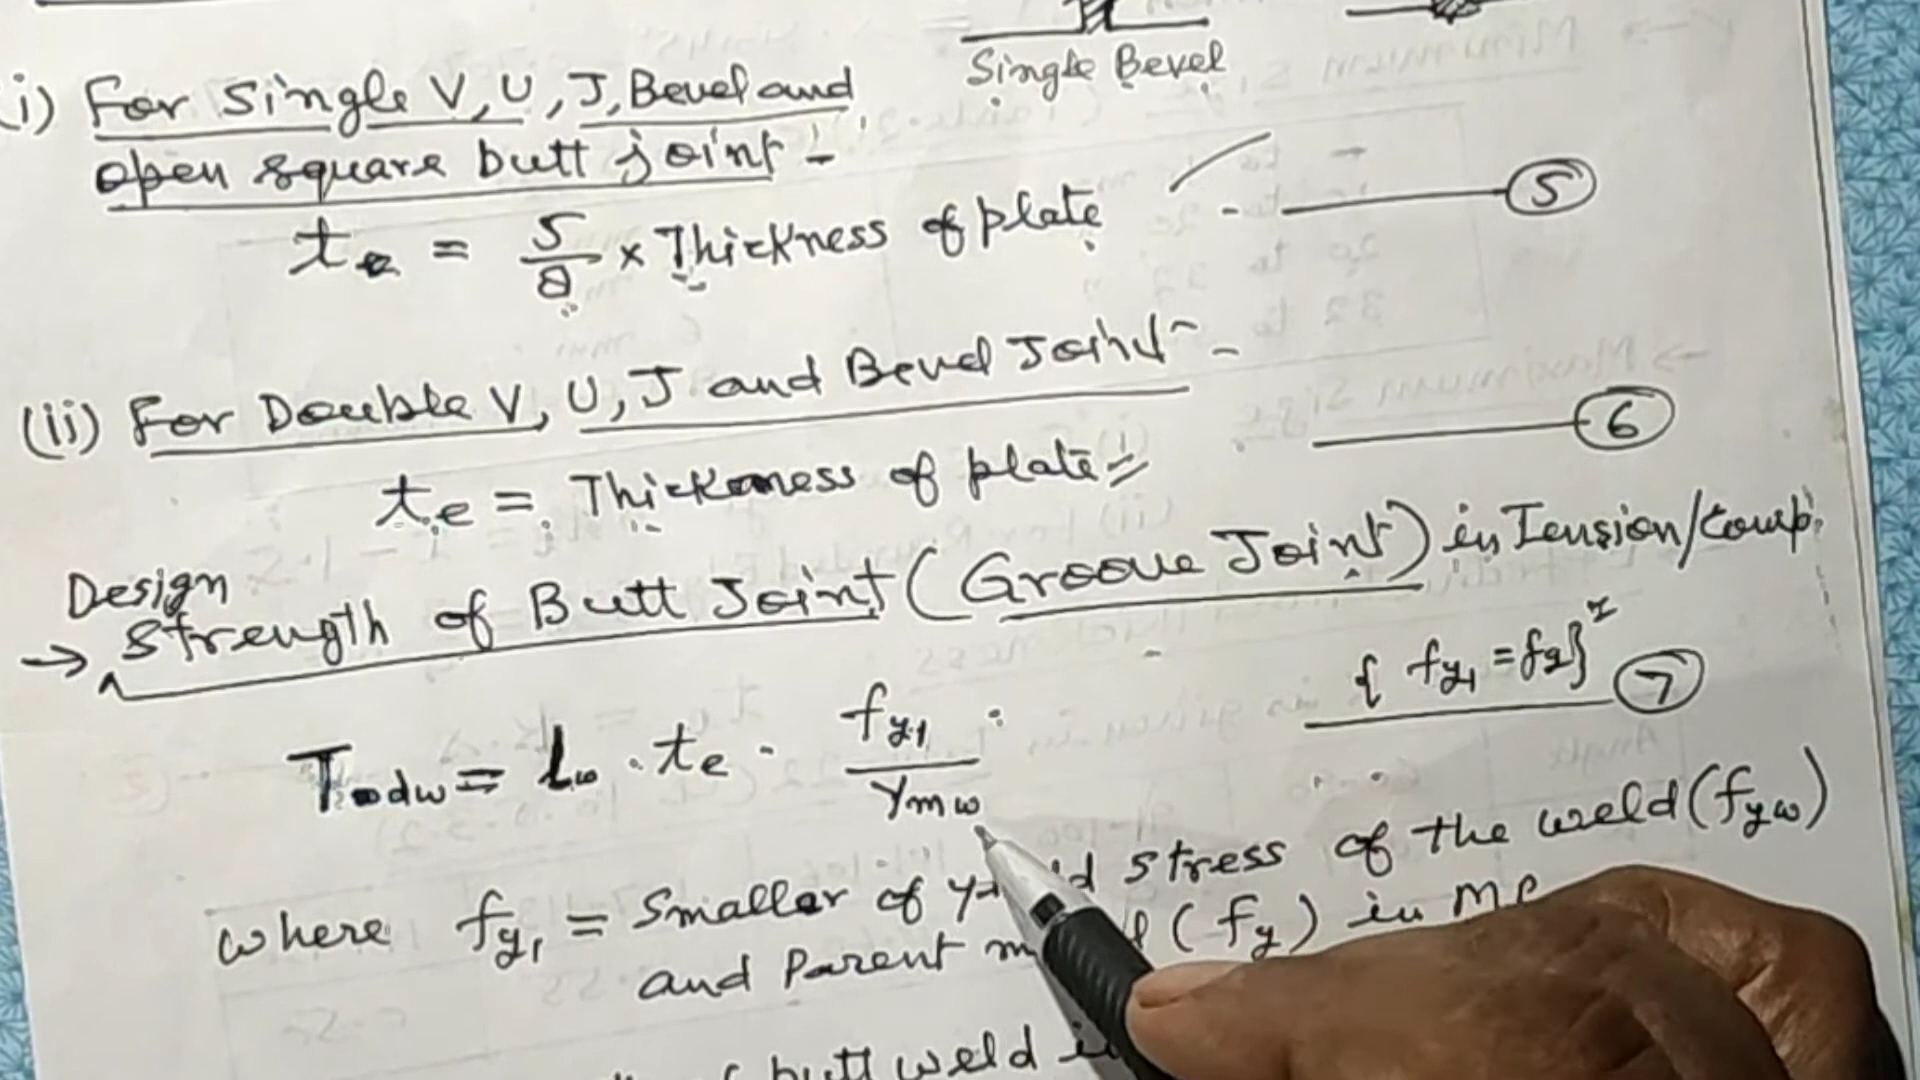 Single Bevel
i) For Single V, U, J, Bevel and
open square butt joint -
te = 5/8 × Thickness of plate - (5)
(ii) For Double V, U, J and Bevel Joint -
te = Thickness of plate (6)
Design
→ Strength of Butt Joint (Groove Joint) in Tension/Comp.
{ fy1 = fy } (7)
Tdw = Lw . te . fy1 / γmw
where fy1 = Smaller of yield stress of the weld (fyw)
and Parent (fy) in
butt weld